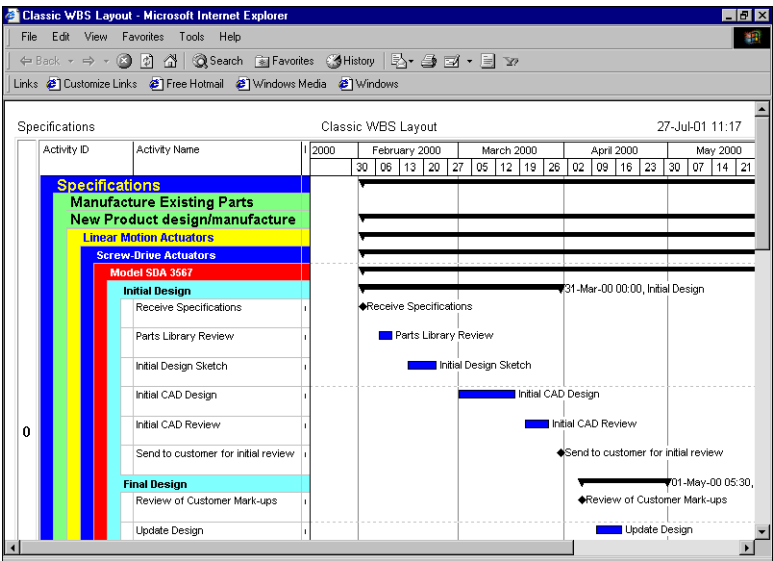 Classic WBS Layout - Microsoft Internet Explorer
File Edit View Favorites Tools Help
Back Search Favorites History
Links Customize Links Free Hotmail Windows Media Windows
Specifications Classic WBS Layout 27-Jul-01 11:17
Activity ID Activity Name 2000 February 2000 March 2000 April 2000 May 2000
30 06 13 20 27 05 12 19 26 02 09 16 23 30 07 14 21
Specifications
Manufacture Existing Parts
New Product design/manufacture
Linear Motion Actuators
Screw-Drive Actuators
Model SDA 3567
Initial Design 31-Mar-00 00:00, Initial Design
Receive Specifications Receive Specifications
Parts Library Review Parts Library Review
Initial Design Sketch Initial Design Sketch
Initial CAD Design Initial CAD Design
Initial CAD Review Initial CAD Review
0
Send to customer for initial review Send to customer for initial review
Final Design 01-May-00 05:30,
Review of Customer Mark-ups Review of Customer Mark-ups
Update Design Update Design